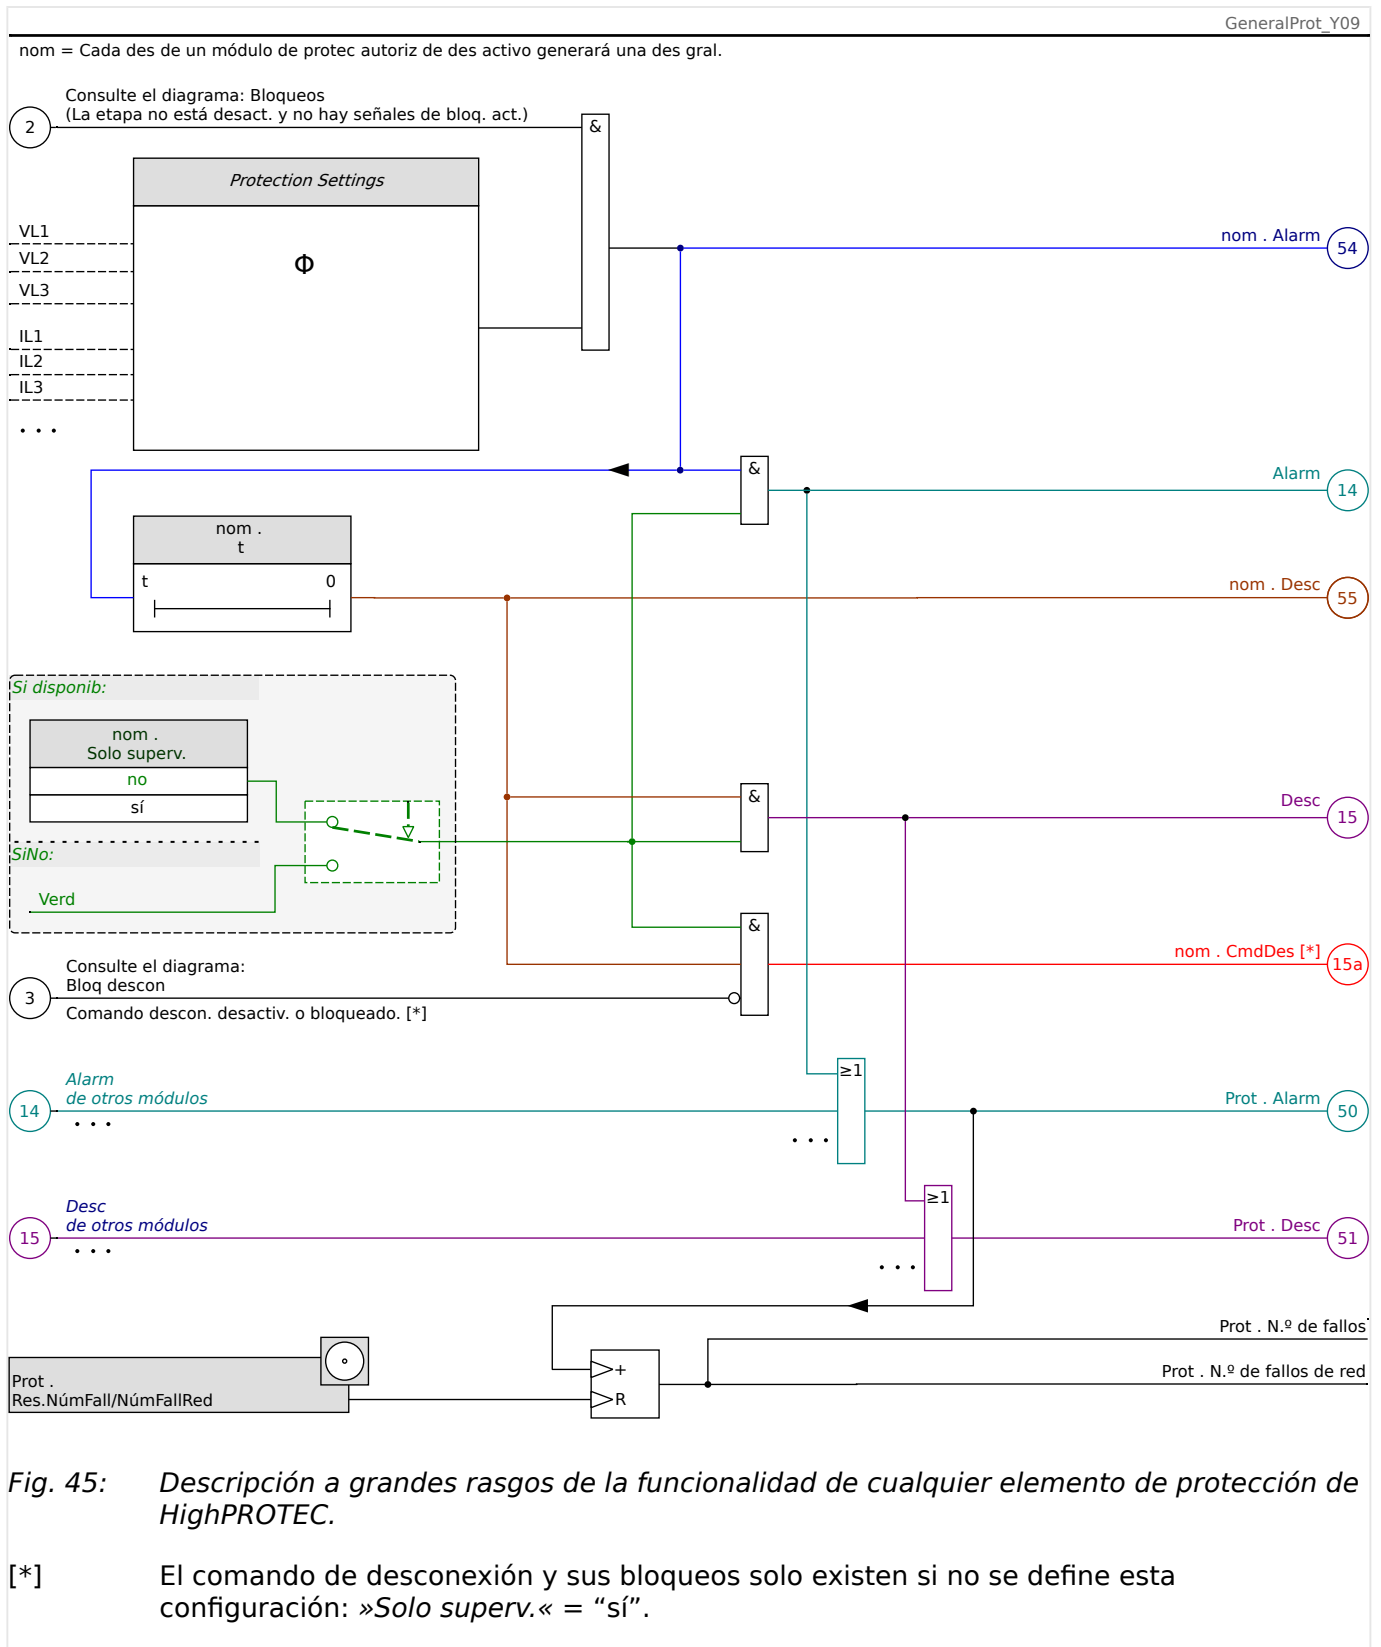 GeneralProt_Y09
nom = Cada des de un módulo de protec autoriz de des activo generará una des gral.
Consulte el diagrama: Bloqueos
(La etapa no está desact. y no hay señales de bloq. act.)
2
&
Protection Settings
Φ
VL1
VL2
VL3
IL1
IL2
IL3
. . .
nom . Alarm
54
&
Alarm
14
nom .
t
t 0
nom . Desc
55
Si disponib:
nom .
Solo superv.
no
sí
SiNo:
Verd
&
Desc
15
&
nom . CmdDes [*]
15a
Consulte el diagrama:
Bloq descon
3
Comando descon. desactiv. o bloqueado. [*]
≥1
Alarm
de otros módulos
14
. . .
. . .
Prot . Alarm
50
≥1
Desc
de otros módulos
15
. . .
. . .
Prot . Desc
51
Prot . N.º de fallos
Prot . N.º de fallos de red
+
R
Prot .
Res.NúmFall/NúmFallRed
Fig. 45: Descripción a grandes rasgos de la funcionalidad de cualquier elemento de protección de
HighPROTEC.
[*] El comando de desconexión y sus bloqueos solo existen si no se define esta
configuración: »Solo superv.« = “sí”.